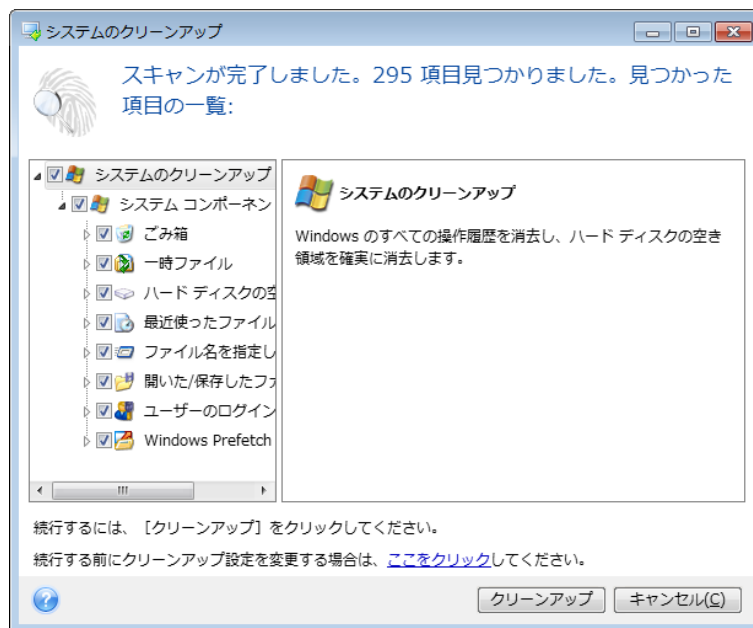 システムのクリーンアップ
スキャンが完了しました。295 項目見つかりました。見つかった
項目の一覧:
システムのクリーンアップ
システム コンポーネン
ごみ箱
一時ファイル
ハード ディスクの空
最近使ったファイル
ファイル名を指定し
開いた/保存したファ
ユーザーのログイン
Windows Prefetch
システムのクリーンアップ
Windows のすべての操作履歴を消去し、ハード ディスクの空き
領域を確実に消去します。
続行するには、［クリーンアップ］をクリックしてください。
続行する前にクリーンアップ設定を変更する場合は、ここをクリックしてください。
クリーンアップ
キャンセル(C)